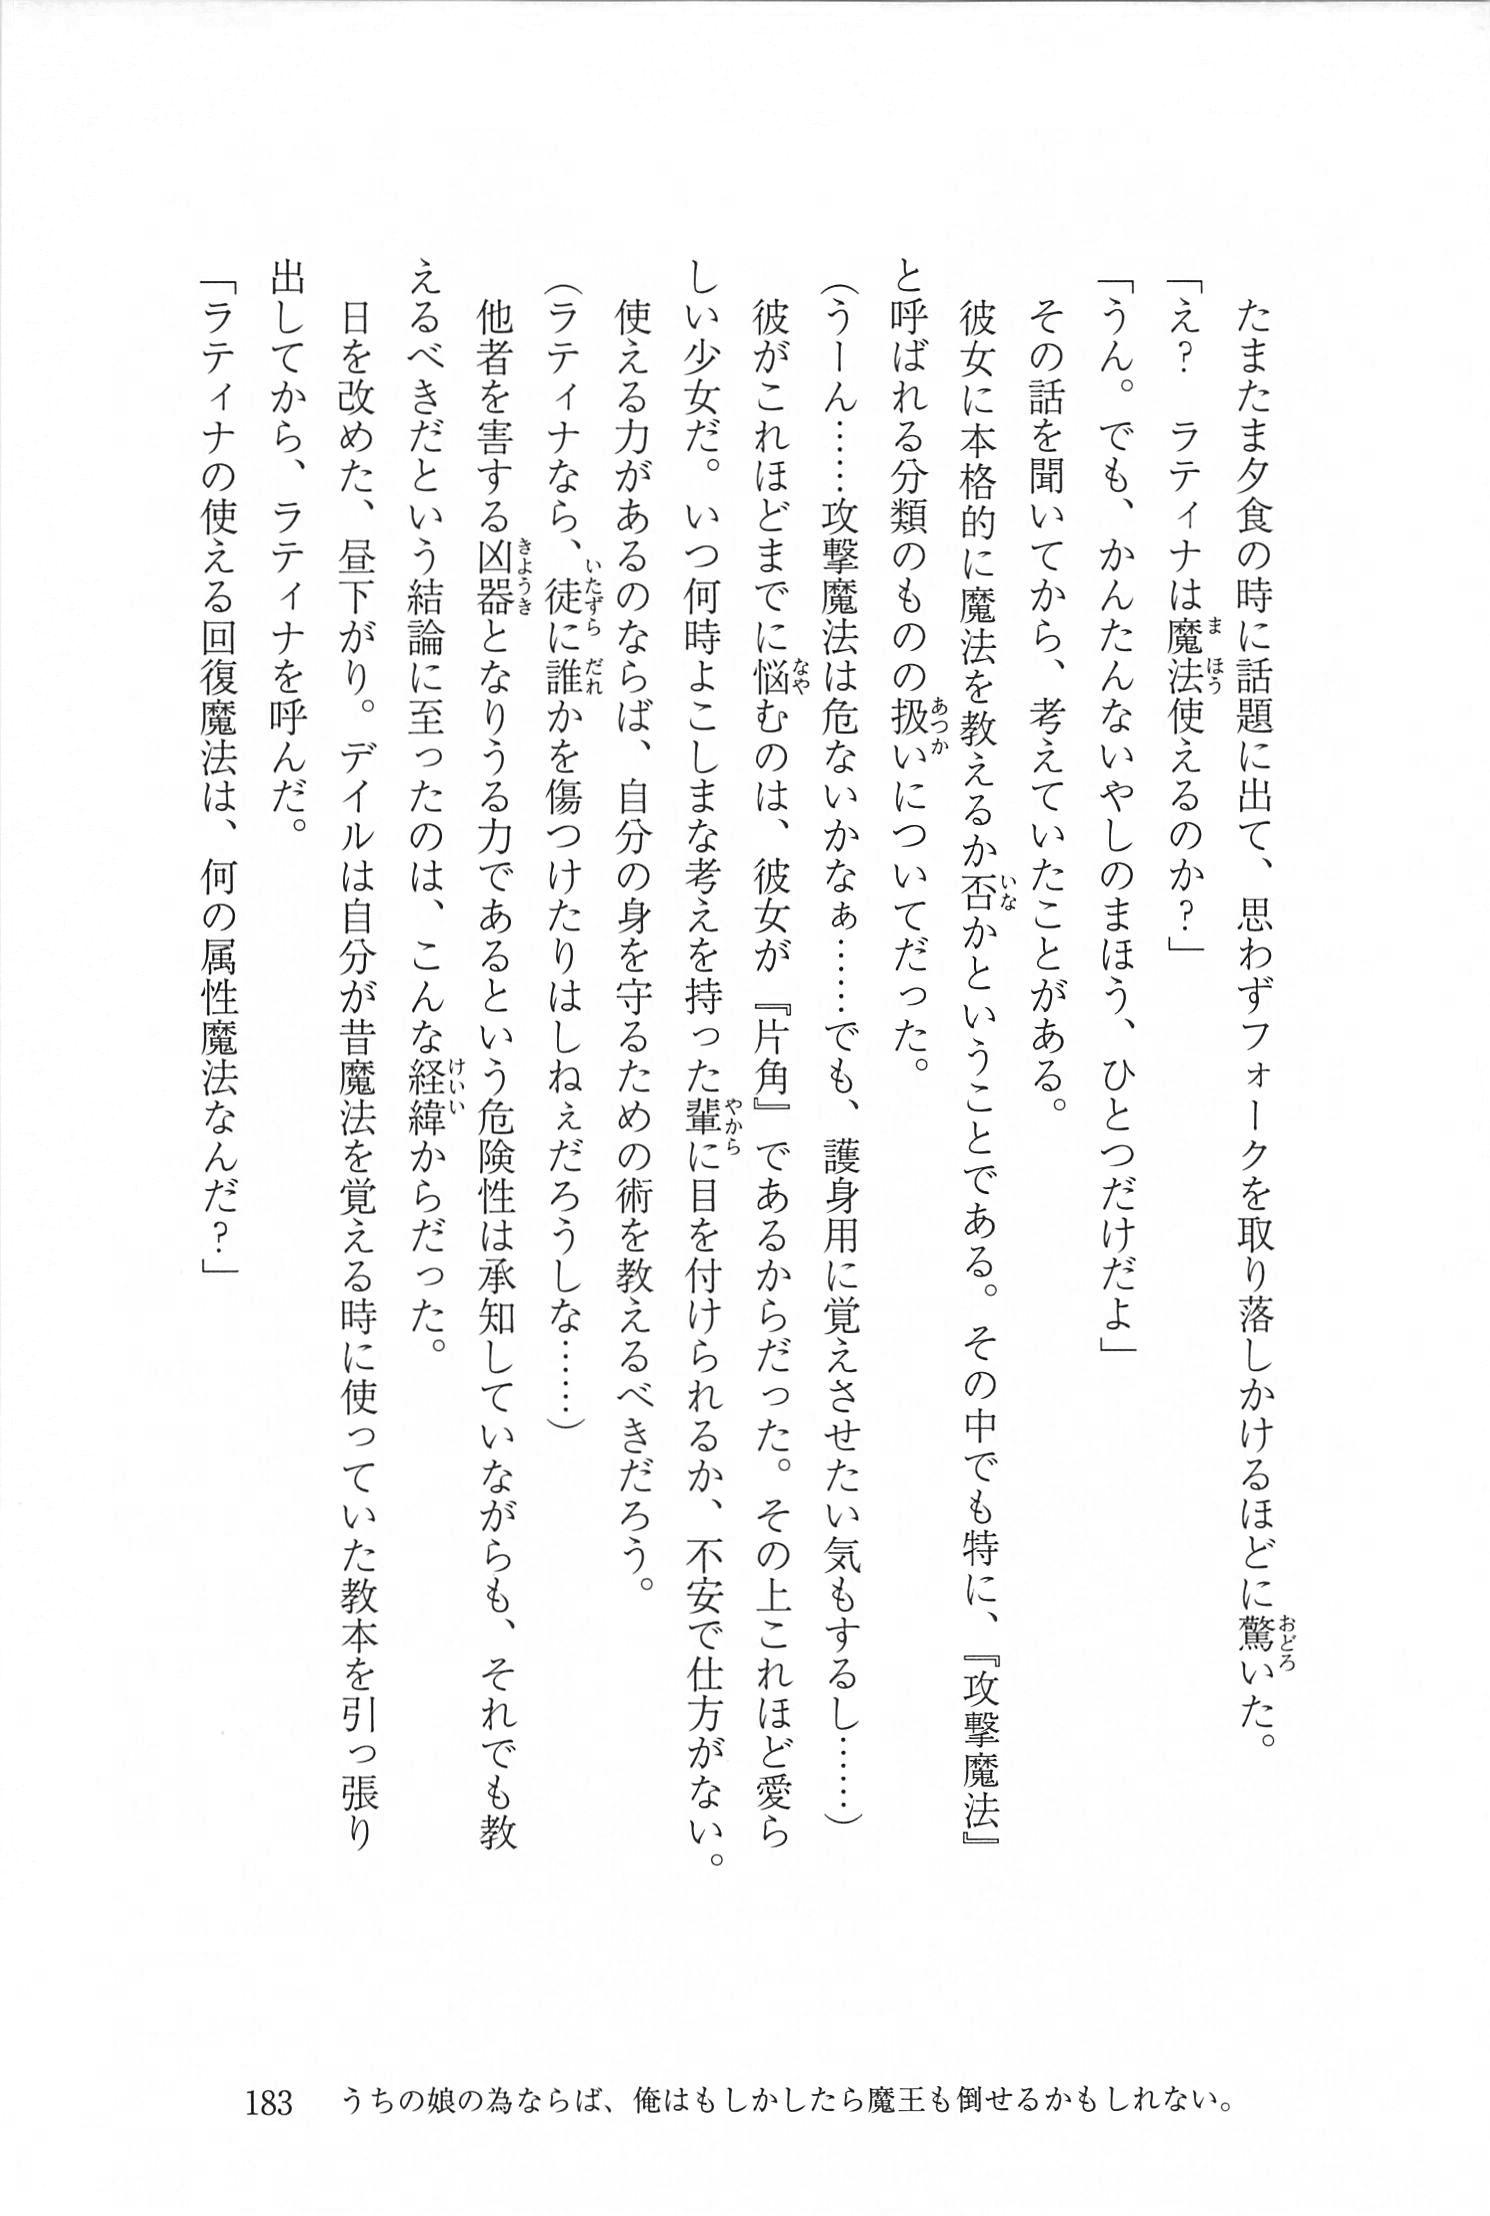 たまたま夕食の時に話題に出て、思わずフォークを取り落しかけるほどに驚いた。
「え？　ラティナは魔法使えるのか？」
「うん。でも、かんたんないやしのまほう、ひとつだけだよ」
その話を聞いてから、考えていたことがある。
彼女に本格的に魔法を教えるか否かということである。その中でも特に、『攻撃魔法』
と呼ばれる分類のものの扱いについてだった。
（うーん……攻撃魔法は危ないかなぁ……でも、護身用に覚えさせたい気もするし……）
彼がこれほどまでに悩むのは、彼女が『片角』であるからだった。その上これほど愛ら
しい少女だ。いつ何時よこしまな考えを持った輩に目を付けられるか、不安で仕方がない。
使える力があるのならば、自分の身を守るための術を教えるべきだろう。
（ラティナなら、徒に誰かを傷つけたりはしねぇだろうしな……）
他者を害する凶器となりうる力であるという危険性は承知していながらも、それでも教
えるべきだという結論に至ったのは、こんな経緯からだった。
日を改めた、昼下がり。デイルは自分が昔魔法を覚える時に使っていた教本を引っ張り
出してから、ラティナを呼んだ。
「ラティナの使える回復魔法は、何の属性魔法なんだ？」
183　うちの娘の為ならば、俺はもしかしたら魔王も倒せるかもしれない。